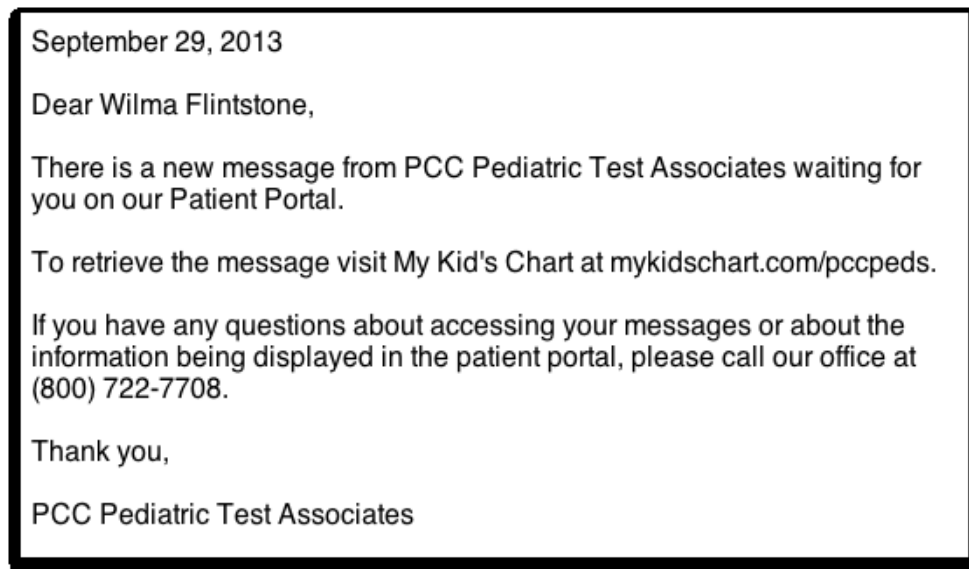 September 29, 2013
Dear Wilma Flintstone,
There is a new message from PCC Pediatric Test Associates waiting for
you on our Patient Portal.
To retrieve the message visit My Kid's Chart at mykidschart.com/pccpeds.
If you have any questions about accessing your messages or about the
information being displayed in the patient portal, please call our office at
(800) 722-7708.
Thank you,
PCC Pediatric Test Associates